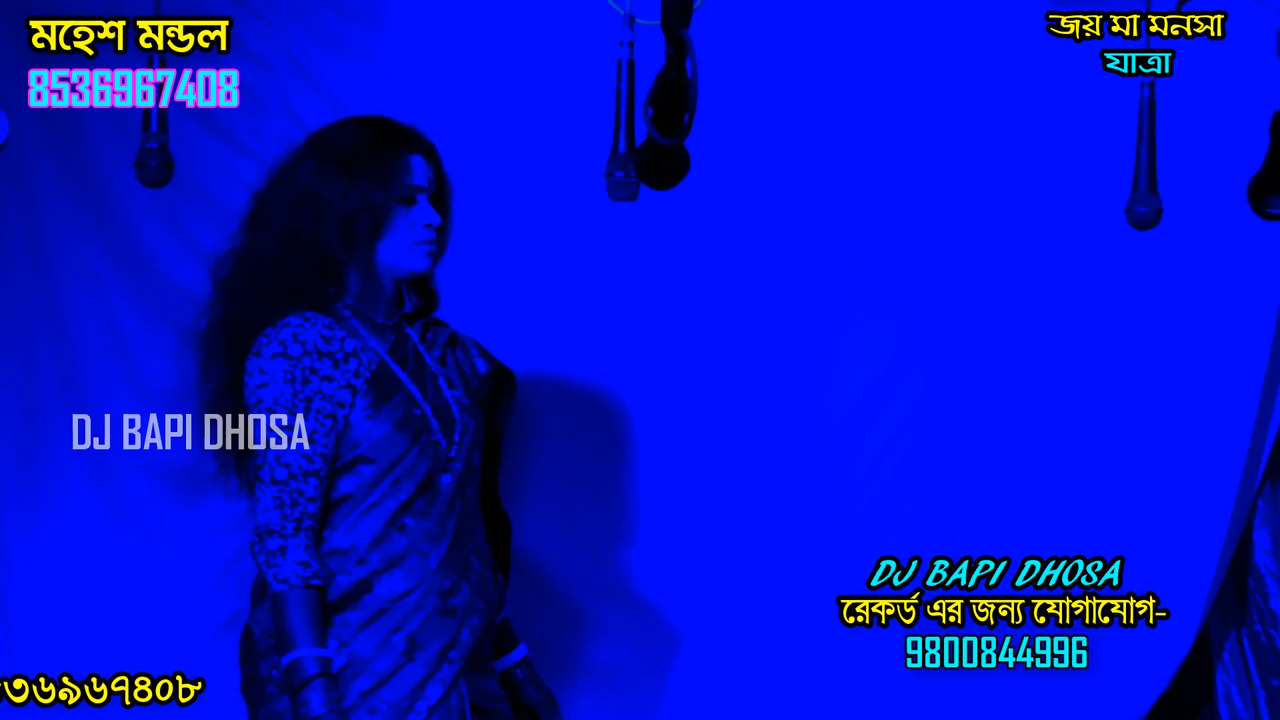 মহেশ মন্ডল
8536967408
জয় মা মনসা
যাত্রা
DJ BAPI DHOSA
DJ BAPI DHOSA
রেকর্ড এর জন্য যোগাযোগ-
9800844996
৩৬৯৬৭৪০৮